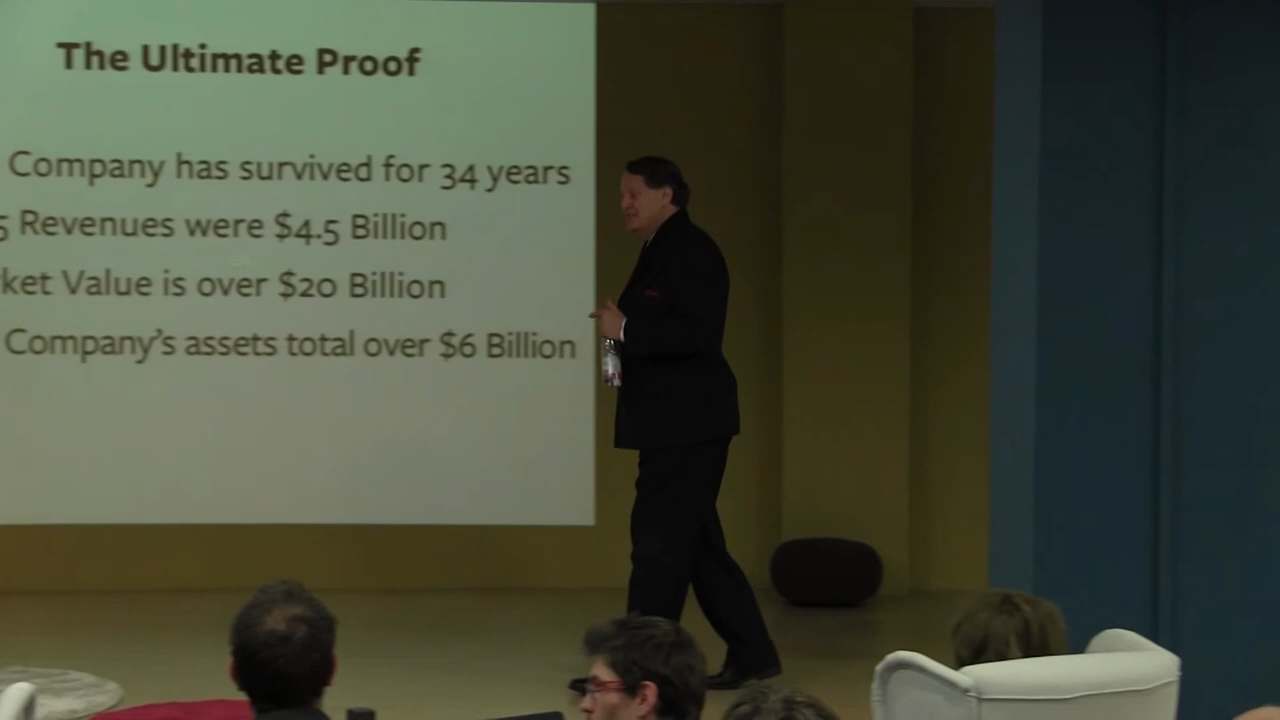 The Ultimate Proof
Company has survived for 34 years
5 Revenues were $4.5 Billion
ket Value is over $20 Billion
Company's assets total over $6 Billion